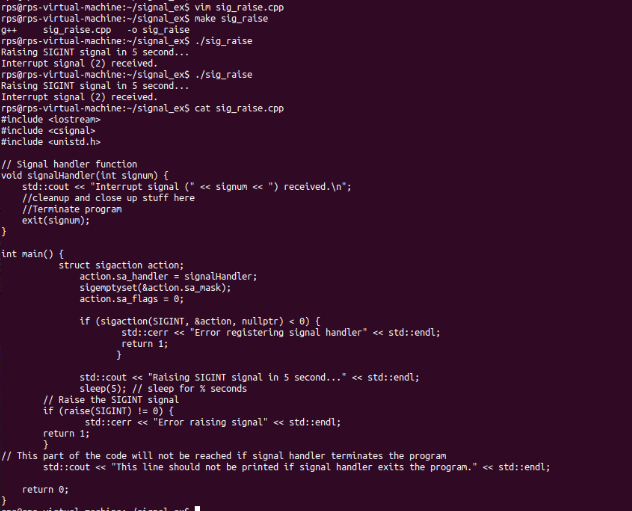 rps@rps-virtual-machine:~/signal_ex$ vim sig_raise.cpp
rps@rps-virtual-machine:~/signal_ex$ make sig_raise
g++     sig_raise.cpp   -o sig_raise
rps@rps-virtual-machine:~/signal_ex$ ./sig_raise
Raising SIGINT signal in 5 second...
Interrupt signal (2) received.
rps@rps-virtual-machine:~/signal_ex$ ./sig_raise
Raising SIGINT signal in 5 second...
Interrupt signal (2) received.
rps@rps-virtual-machine:~/signal_ex$ cat sig_raise.cpp
#include <iostream>
#include <csignal>
#include <unistd.h>

// Signal handler function
void signalHandler(int signum) {
    std::cout << "Interrupt signal (" << signum << ") received.\n";
    //cleanup and close up stuff here
    //Terminate program
    exit(signum);
}

int main() {
           struct sigaction action;
               action.sa_handler = signalHandler;
               sigemptyset(&action.sa_mask);
               action.sa_flags = 0;

               if (sigaction(SIGINT, &action, nullptr) < 0) {
                       std::cerr << "Error registering signal handler" << std::endl;
                       return 1;
                      }

               std::cout << "Raising SIGINT signal in 5 second..." << std::endl;
               sleep(5); // sleep for % seconds
        // Raise the SIGINT signal
        if (raise(SIGINT) != 0) {
                std::cerr << "Error raising signal" << std::endl;
        return 1;
        }
// This part of the code will not be reached if signal handler terminates the program
        std::cout << "This line should not be printed if signal handler exits the program." << std::endl;

    return 0;
}
rps@rps-virtual-machine:~/signal_ex$